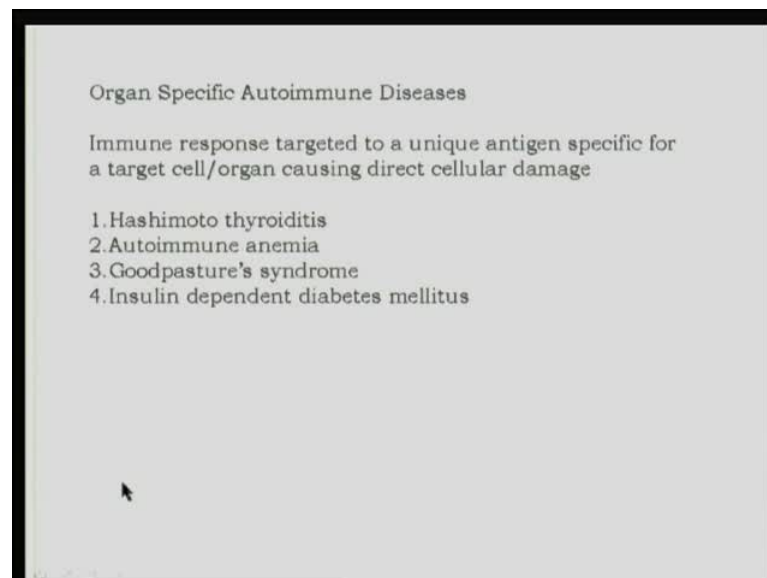 Organ Specific Autoimmune Diseases
Immune response targeted to a unique antigen specific for
a target cell/organ causing direct cellular damage
1.Hashimoto thyroiditis
2.Autoimmune anemia
3.Goodpasture's syndrome
4.Insulin dependent diabetes mellitus